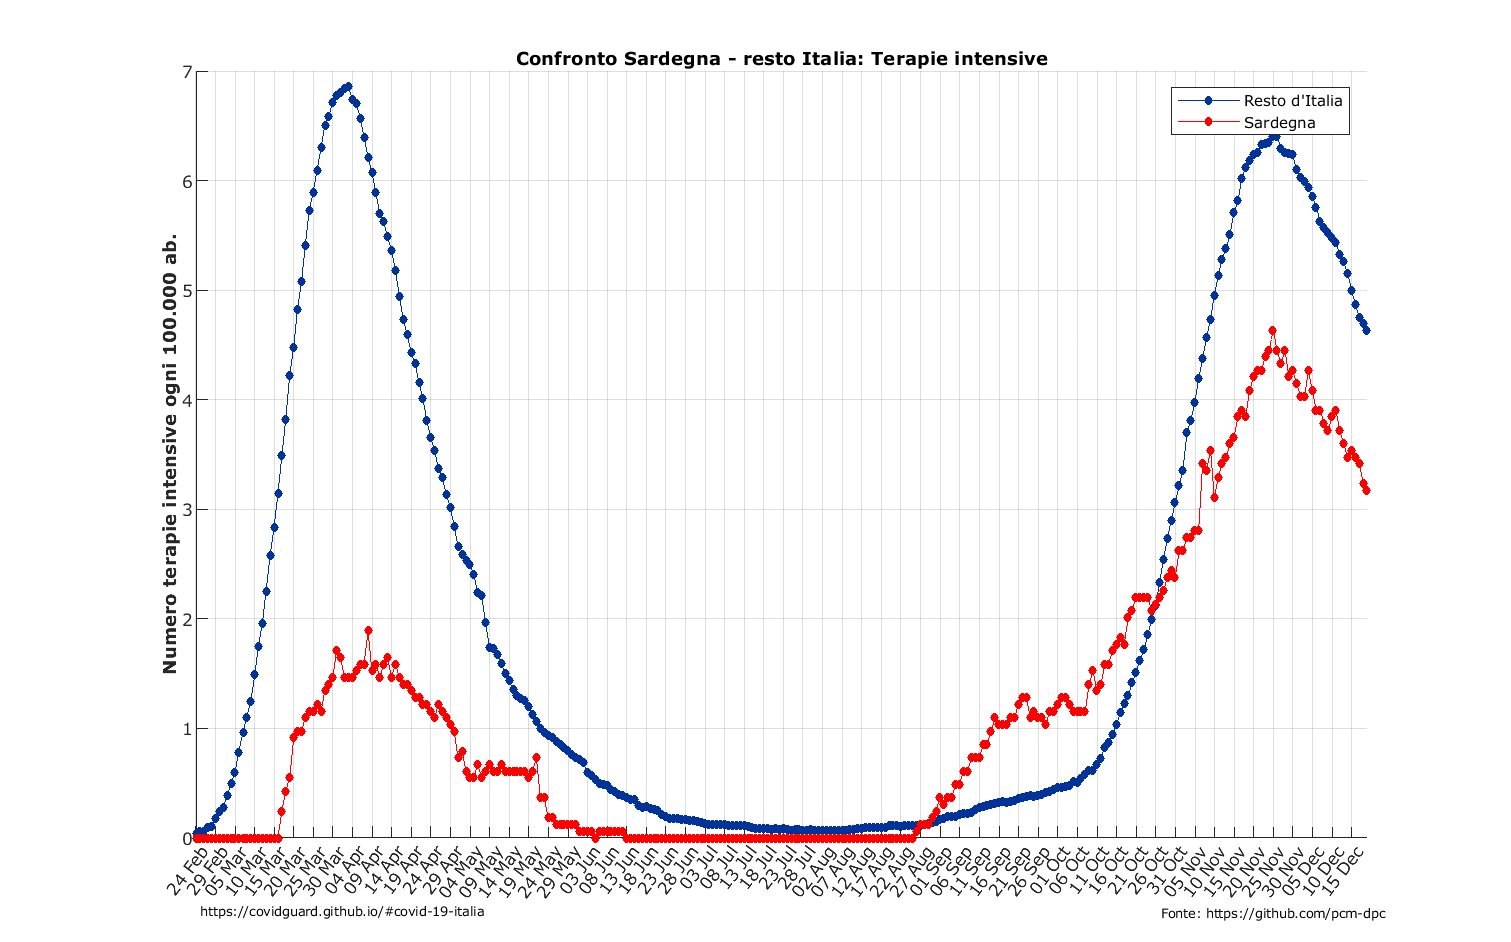 Confronto Sardegna - resto Italia: Terapie intensive
Resto d'Italia
Sardegna
Numero terapie intensive ogni 100.000 ab.
7
6
5
4
3
2
1
0
24 Feb
29 Feb
05 Mar
10 Mar
15 Mar
20 Mar
25 Mar
30 Mar
04 Apr
09 Apr
14 Apr
19 Apr
24 Apr
29 Apr
04 May
09 May
14 May
19 May
24 May
29 May
03 Jun
08 Jun
13 Jun
18 Jun
23 Jun
28 Jun
03 Jul
08 Jul
13 Jul
18 Jul
23 Jul
28 Jul
02 Aug
07 Aug
12 Aug
17 Aug
22 Aug
27 Aug
01 Sep
06 Sep
11 Sep
16 Sep
21 Sep
26 Sep
01 Oct
06 Oct
11 Oct
16 Oct
21 Oct
26 Oct
31 Oct
05 Nov
10 Nov
15 Nov
20 Nov
25 Nov
30 Nov
05 Dec
10 Dec
15 Dec
https://covidguard.github.io/#covid-19-italia
Fonte: https://github.com/pcm-dpc